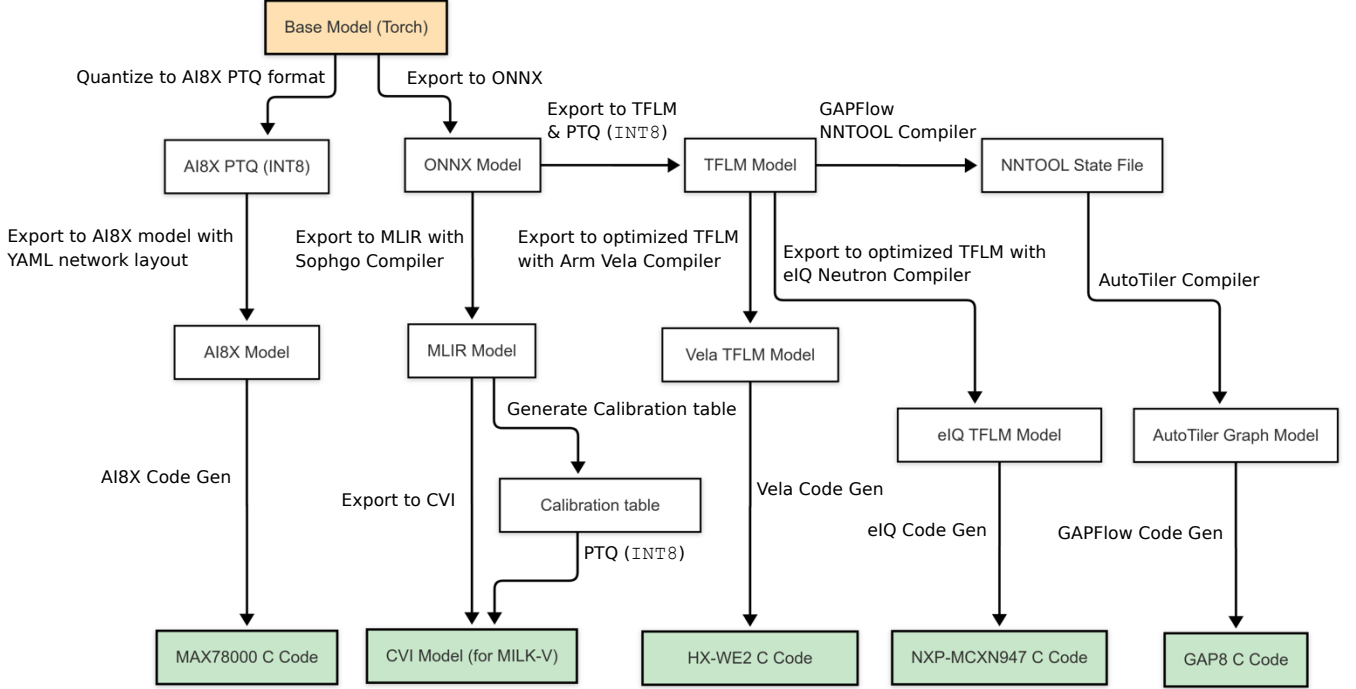 Base Model (Torch)
Quantize to AI8X PTQ format
Export to ONNX
Export to TFLM
& PTQ (INT8)
GAPFlow
NNTOOL Compiler
AI8X PTQ (INT8)
ONNX Model
TFLM Model
NNTOOL State File
Export to AI8X model with
YAML network layout
Export to MLIR with
Sophgo Compiler
Export to optimized TFLM
with Arm Vela Compiler
Export to optimized TFLM with
eIQ Neutron Compiler
AutoTiler Compiler
AI8X Model
MLIR Model
Vela TFLM Model
Generate Calibration table
eIQ TFLM Model
AutoTiler Graph Model
AI8X Code Gen
Export to CVI
Calibration table
Vela Code Gen
eIQ Code Gen
GAPFlow Code Gen
PTQ (INT8)
MAX78000 C Code
CVI Model (for MILK-V)
HX-WE2 C Code
NXP-MCXN947 C Code
GAP8 C Code